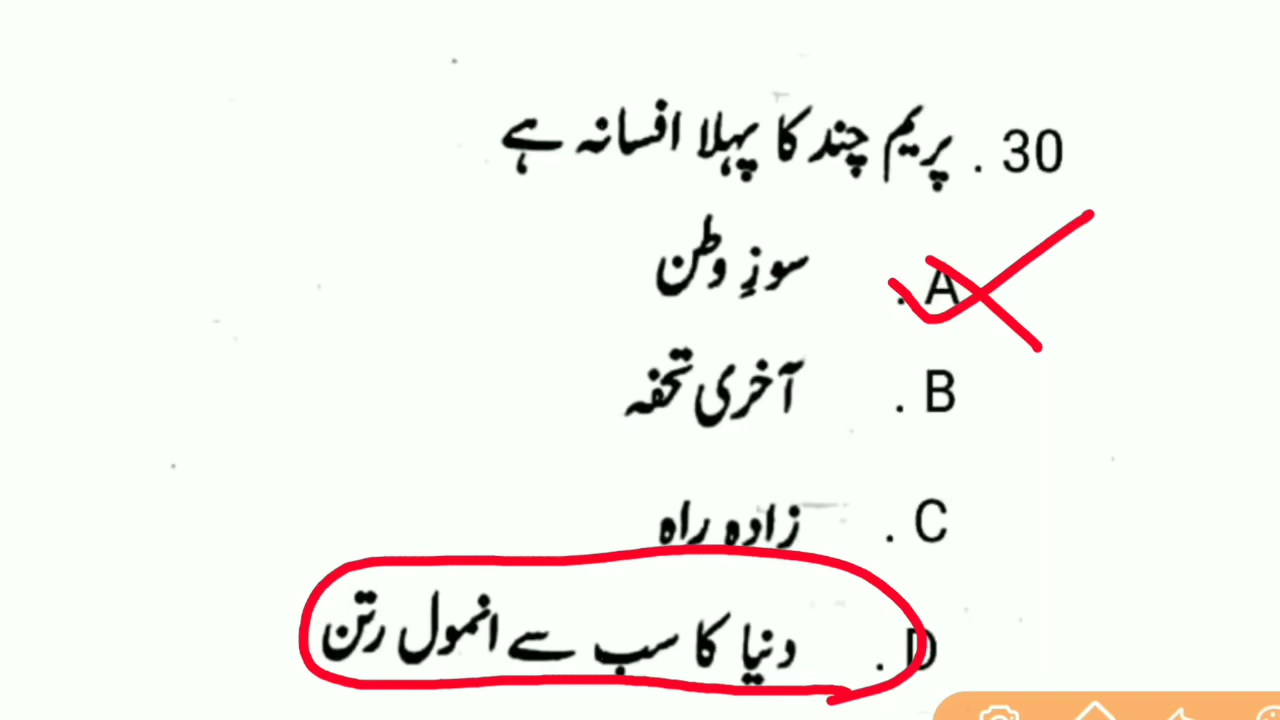 30 . پریم چند کا پہلا افسانہ ہے
A . سوزِ وطن
B . آخری تحفہ
C . زادہ راہ
D . دنیا کا سب سے انمول رتن